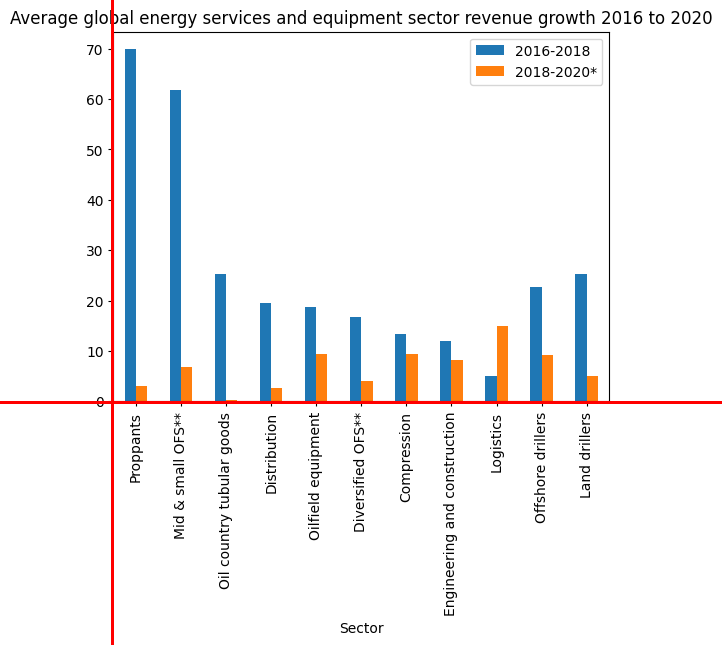 Average global energy services and equipment sector revenue growth 2016 to 2020
2016-2018
2018-2020*
70
60
50
40
30
20
10
0
Proppants
Mid & small OFS**
Oil country tubular goods
Distribution
Oilfield equipment
Diversified OFS**
Compression
Engineering and construction
Logistics
Offshore drillers
Land drillers
Sector